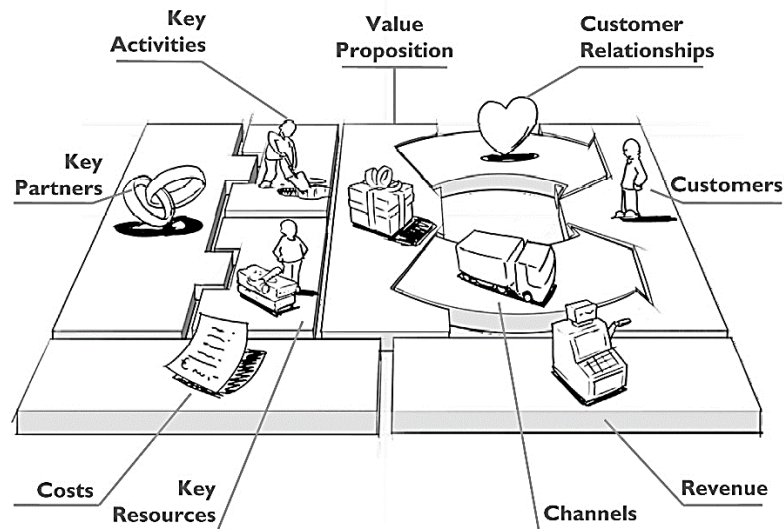 Key
Activities
Value
Proposition
Customer
Relationships
Key
Partners
Customers
Costs
Key
Resources
Channels
Revenue